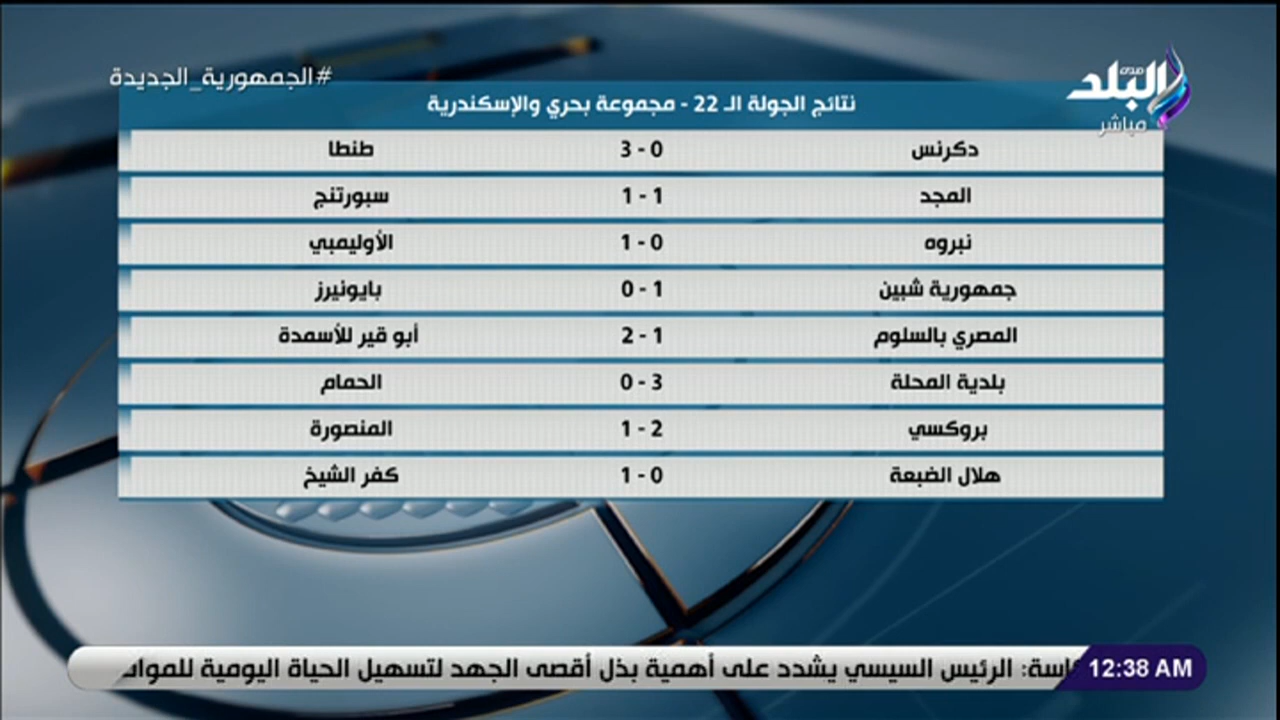 #الجمهورية_الجديدة
صدى البلد
مباشر
نتائج الجولة الـ 22 - مجموعة بحري والإسكندرية
دكرنس 3 - 0 طنطا
المجد 1 - 1 سبورتنج
نبروه 1 - 0 الأوليمبي
جمهورية شبين 0 - 1 بايونيرز
المصري بالسلوم 2 - 1 أبو قير للأسمدة
بلدية المحلة 0 - 3 الحمام
بروكسي 1 - 2 المنصورة
هلال الضبعة 1 - 0 كفر الشيخ
الرئيس السيسي يشدد على أهمية بذل أقصى الجهد لتسهيل الحياة اليومية
12:38 AM